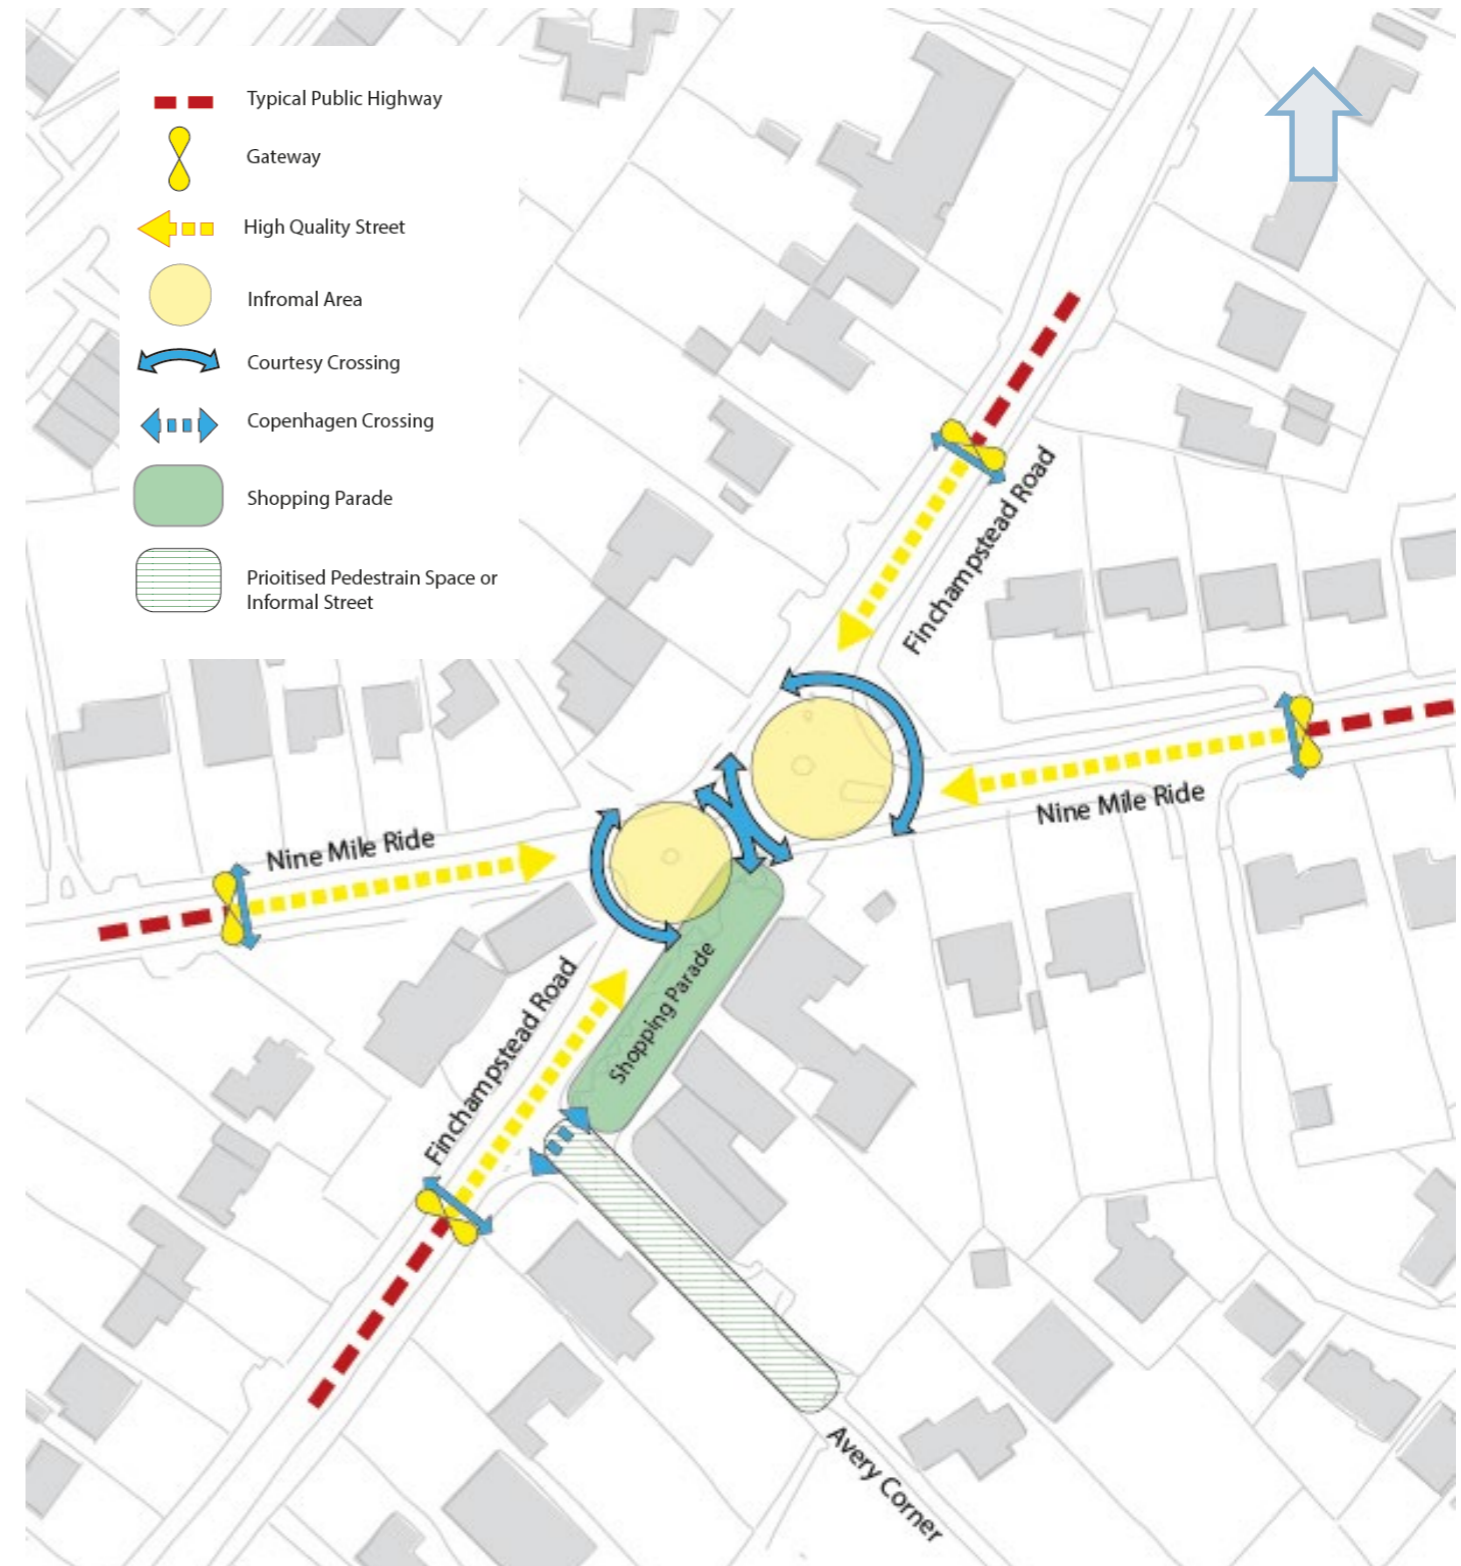 Typical Public Highway
Gateway
High Quality Street
Infromal Area
Courtesy Crossing
Copenhagen Crossing
Shopping Parade
Prioitised Pedestrain Space or
Informal Street
Finchampstead Road
Nine Mile Ride
Nine Mile Ride
Finchampstead Road
Shopping Parade
Avery Corner